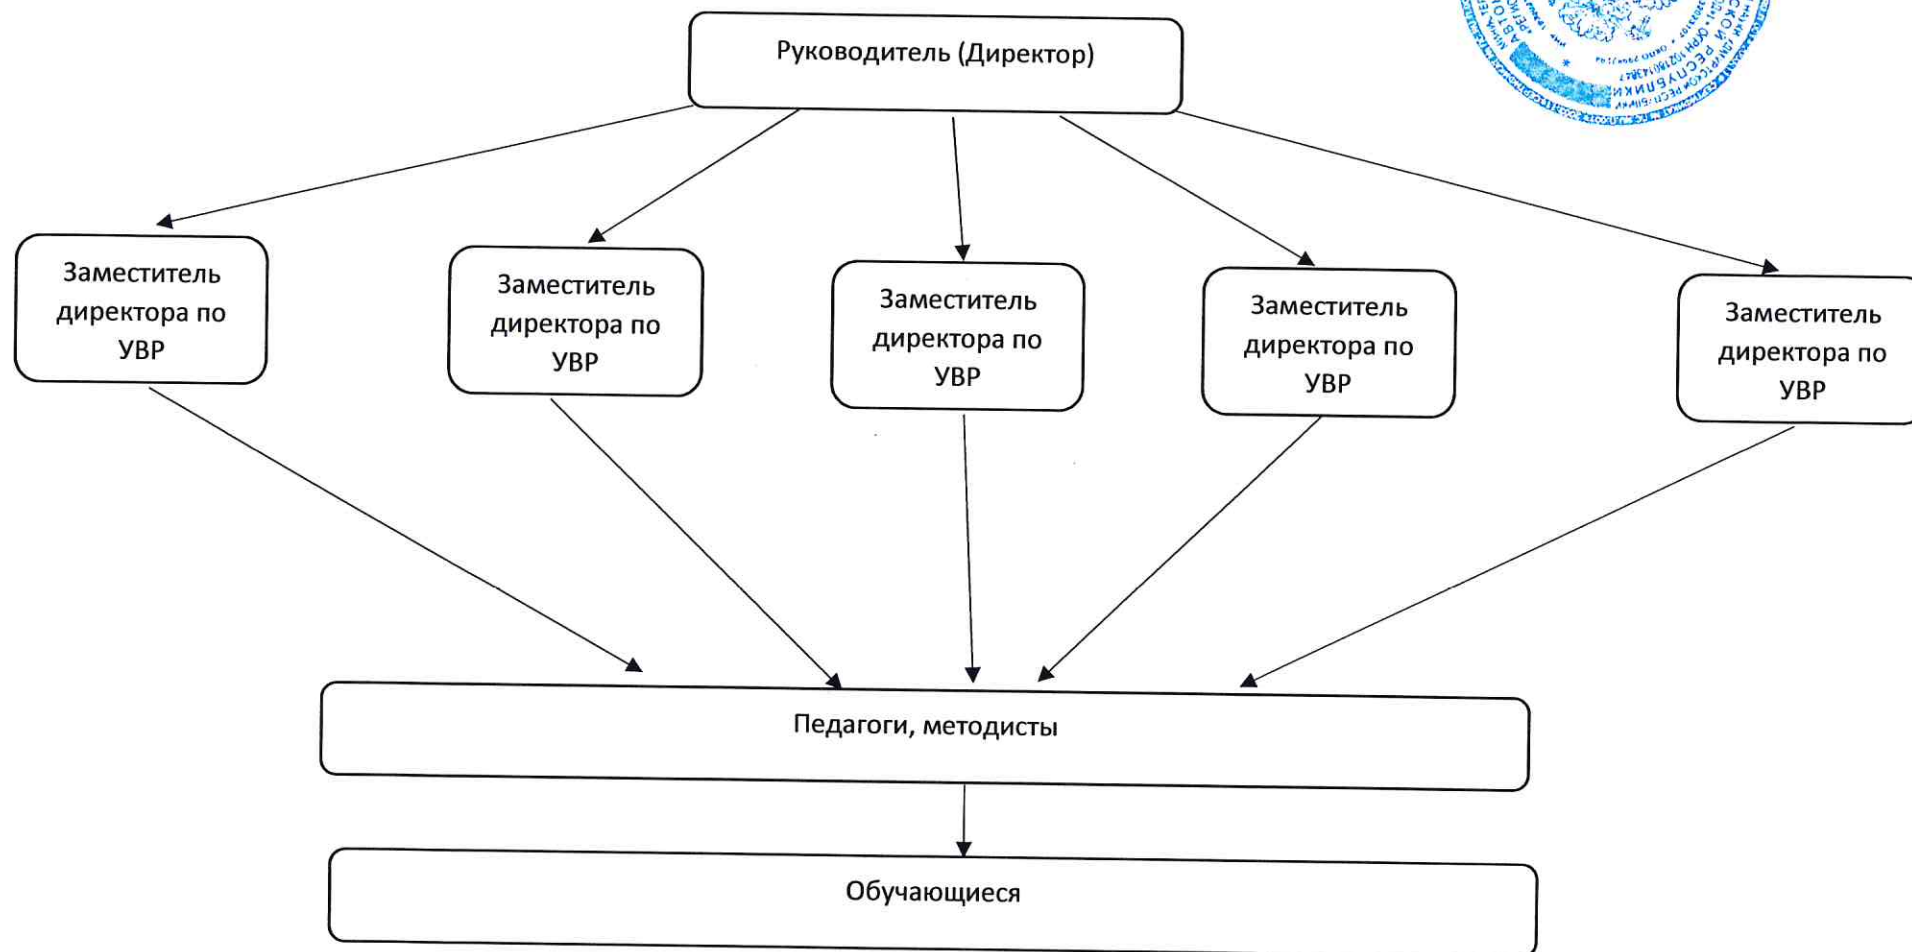 Руководитель (Директор)
Заместитель
директора по
УВР
Заместитель
директора по
УВР
Заместитель
директора по
УВР
Заместитель
директора по
УВР
Заместитель
директора по
УВР
Педагоги, методисты
Обучающиеся
РЕСПУБЛИКИ